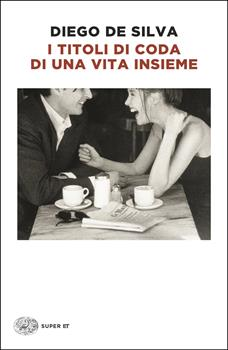 DIEGO DE SILVA
I TITOLI DI CODA
DI UNA VITA INSIEME
SUPER ET